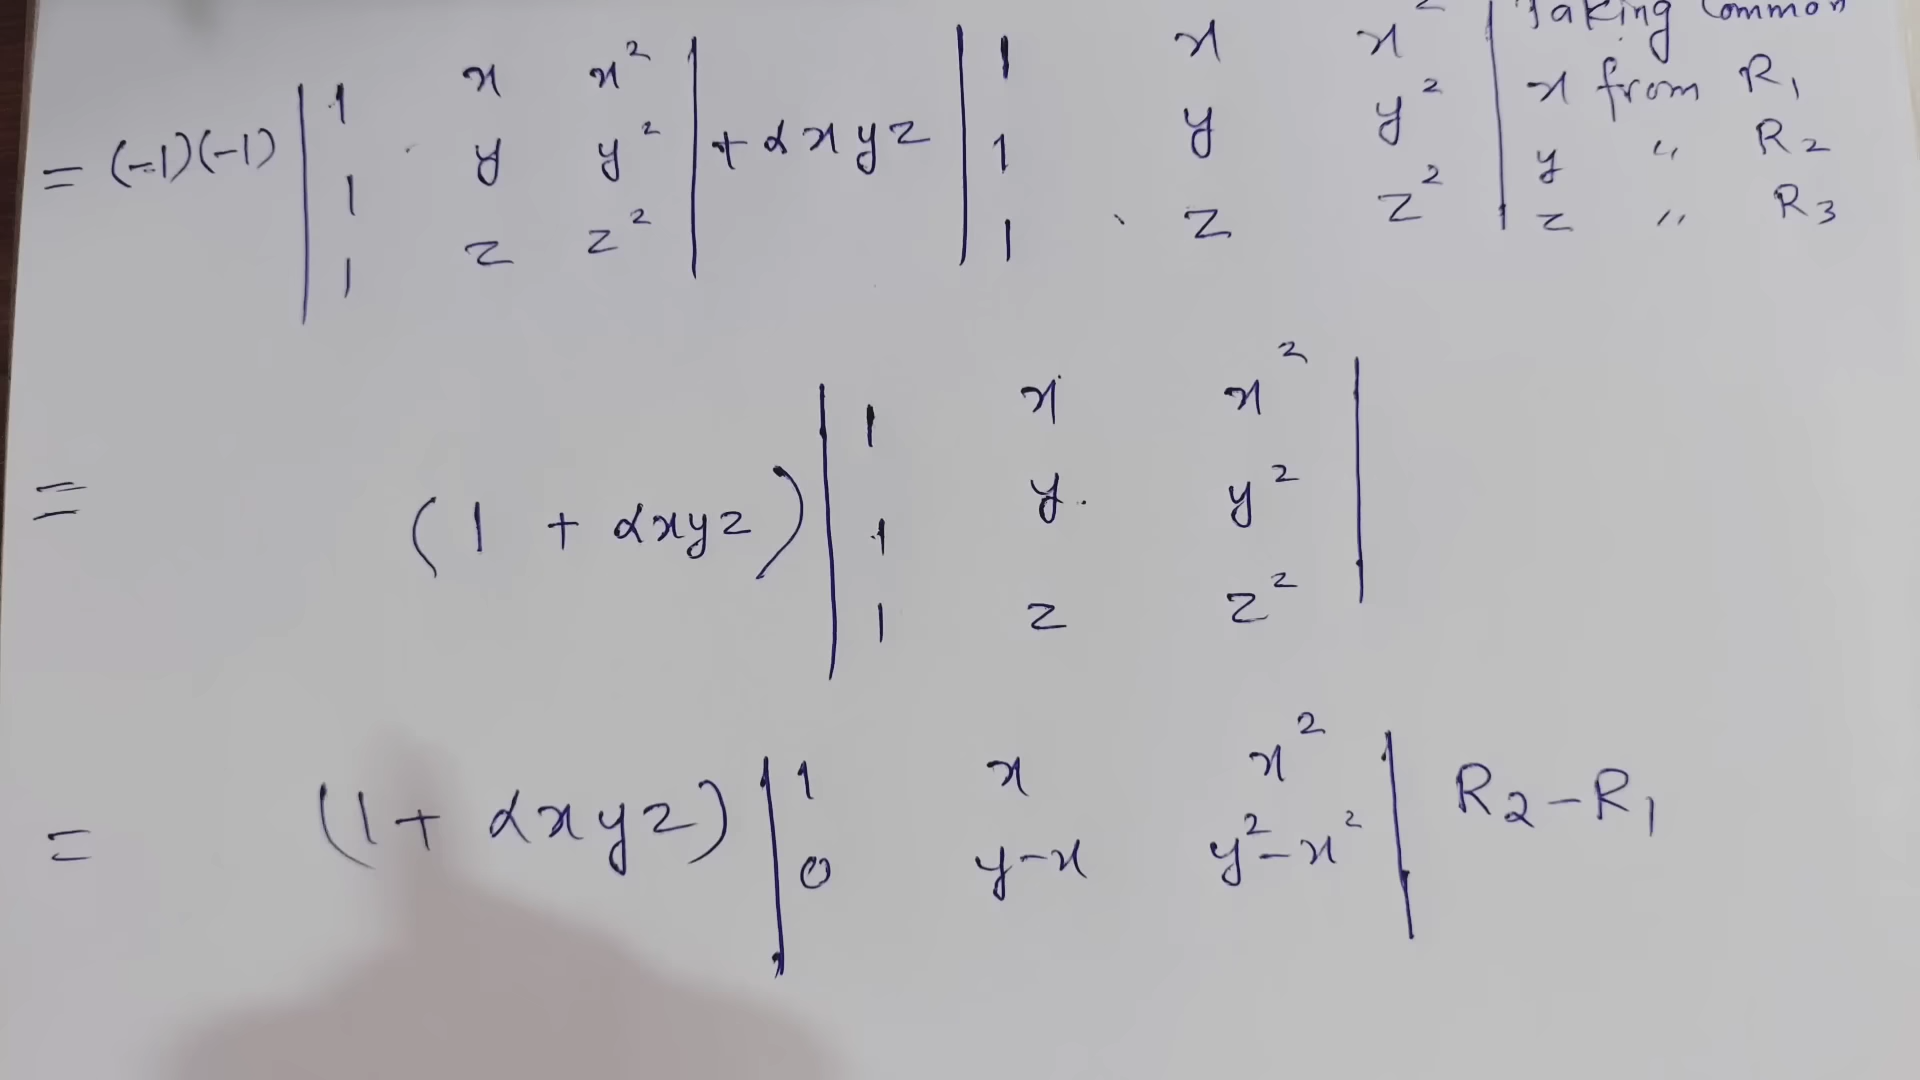 Taking Common
= (-1)(-1) | 1 x x² | + αxyz | 1 x x² | x from R₁
| 1 y y² | | 1 y y² | y " R₂
| 1 z z² | | 1 z z² | z " R₃
= (1 + αxyz) | 1 x x² |
| 1 y y² |
| 1 z z² |
= (1 + αxyz) | 1 x x² |
| 0 y-x y²-x² | R₂-R₁